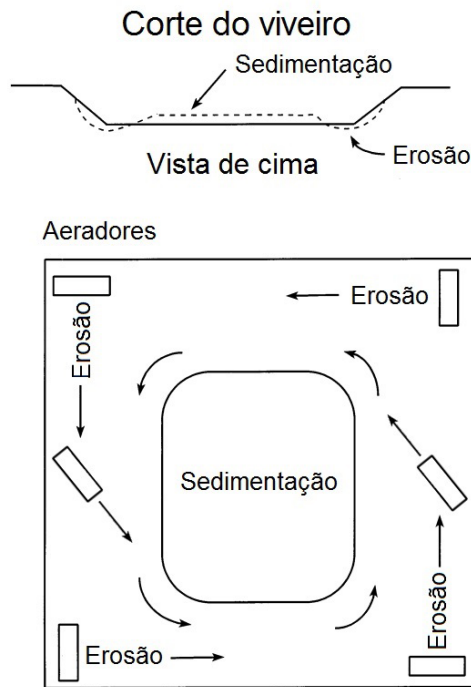 Corte do viveiro
Sedimentação
Erosão
Vista de cima
Aeradores
Erosão
Erosão
Sedimentação
Erosão
Erosão